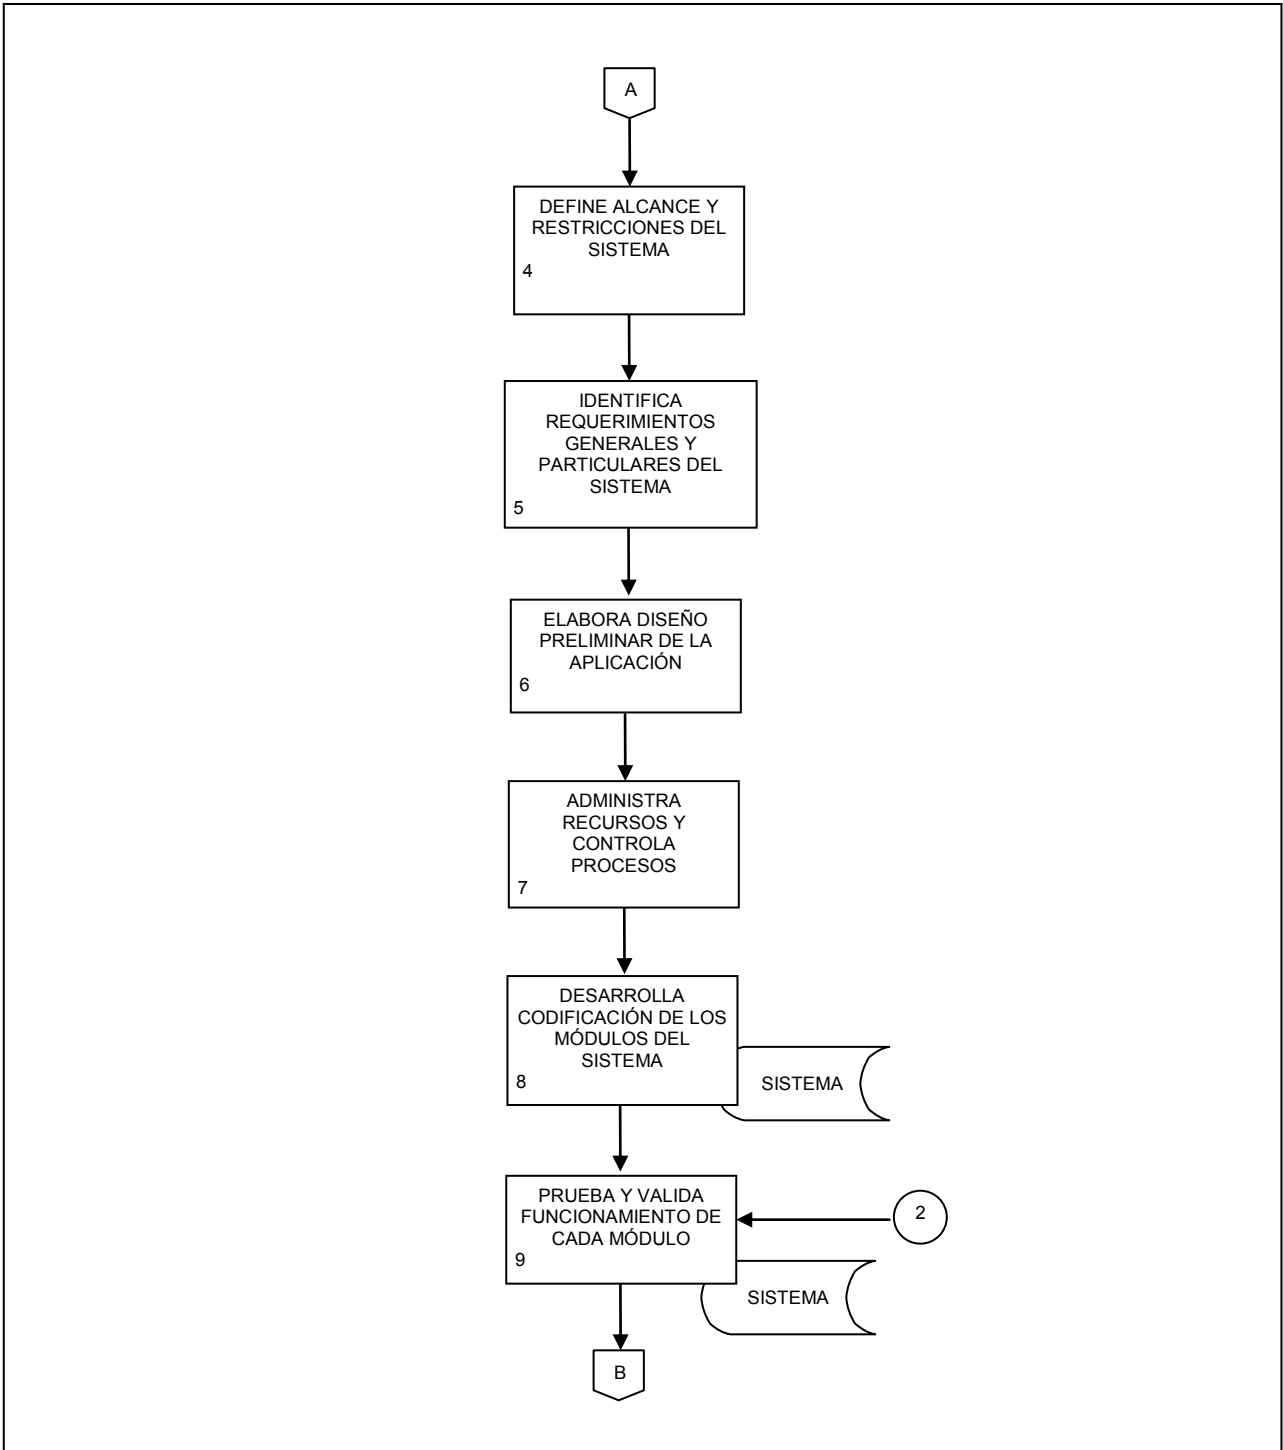 A
DEFINE ALCANCE Y
RESTRICCIONES DEL
SISTEMA
4
IDENTIFICA
REQUERIMIENTOS
GENERALES Y
PARTICULARES DEL
SISTEMA
5
ELABORA DISEÑO
PRELIMINAR DE LA
APLICACIÓN
6
ADMINISTRA
RECURSOS Y
CONTROLA
PROCESOS
7
DESARROLLA
CODIFICACIÓN DE LOS
MÓDULOS DEL
SISTEMA
8
SISTEMA
PRUEBA Y VALIDA
FUNCIONAMIENTO DE
CADA MÓDULO
9
2
SISTEMA
B